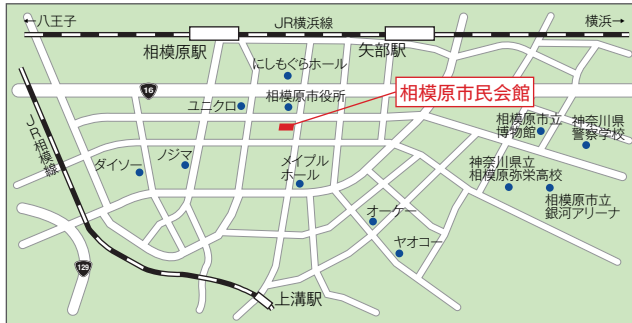 ←八王子
JR横浜線
横浜→
相模原駅
矢部駅
にしもぐらホール
16
ユニクロ
相模原市役所
相模原市民会館
相模原市立
博物館
神奈川県
警察学校
JR相模線
ダイソー
ノジマ
メイプル
ホール
神奈川県立
相模原弥栄高校
相模原市立
銀河アリーナ
オーケー
ヤオコー
129
上溝駅